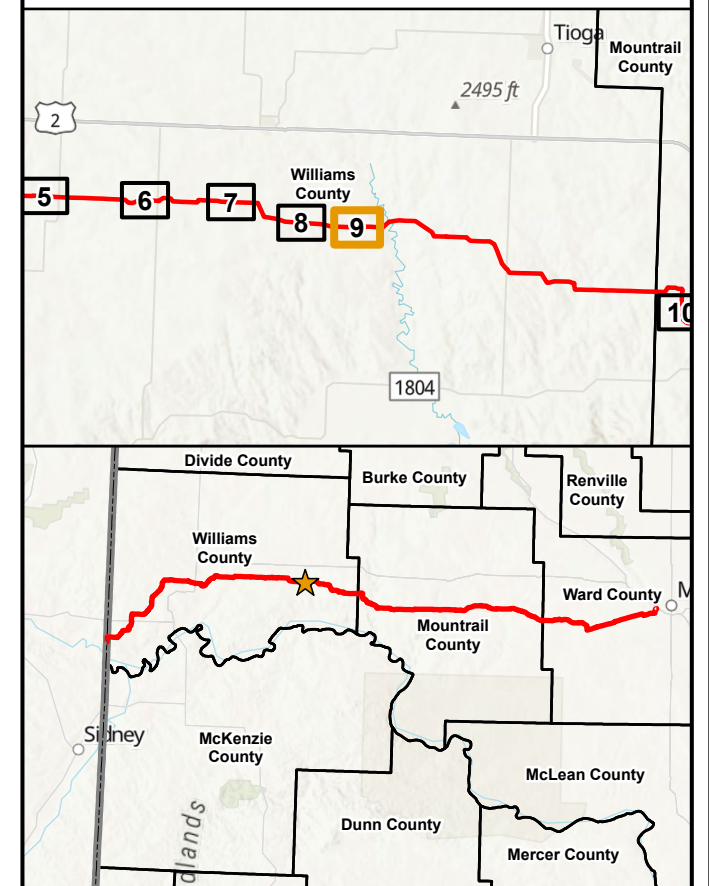 Tioga
Mountrail
County
2495 ft
2
Williams
County
5
6
7
8
9
10
1804
Divide County
Burke County
Renville
County
Williams
County
Ward County
M
Mountrail
County
Sidney
McKenzie
County
McLean County
dlands
Dunn County
Mercer County